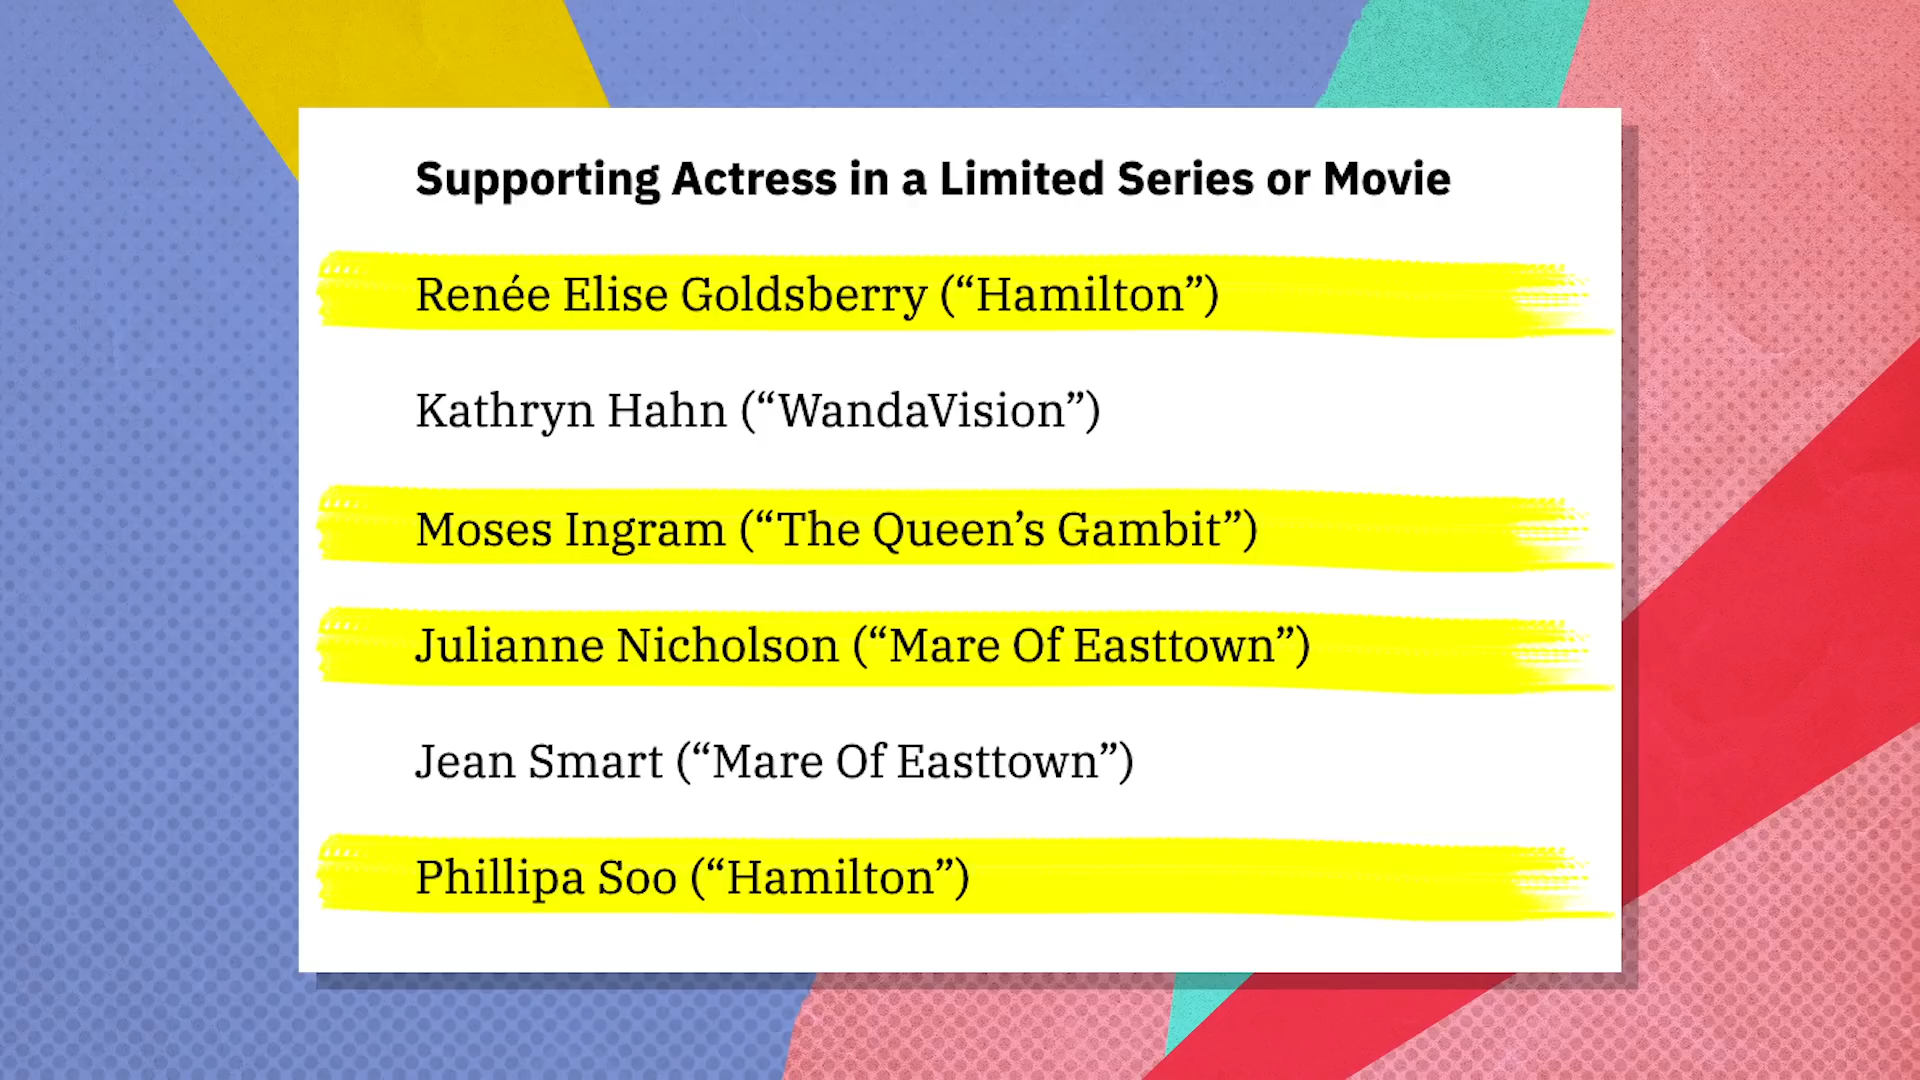 Supporting Actress in a Limited Series or Movie
Renée Elise Goldsberry (“Hamilton”)
Kathryn Hahn (“WandaVision”)
Moses Ingram (“The Queen’s Gambit”)
Julianne Nicholson (“Mare Of Easttown”)
Jean Smart (“Mare Of Easttown”)
Phillipa Soo (“Hamilton”)